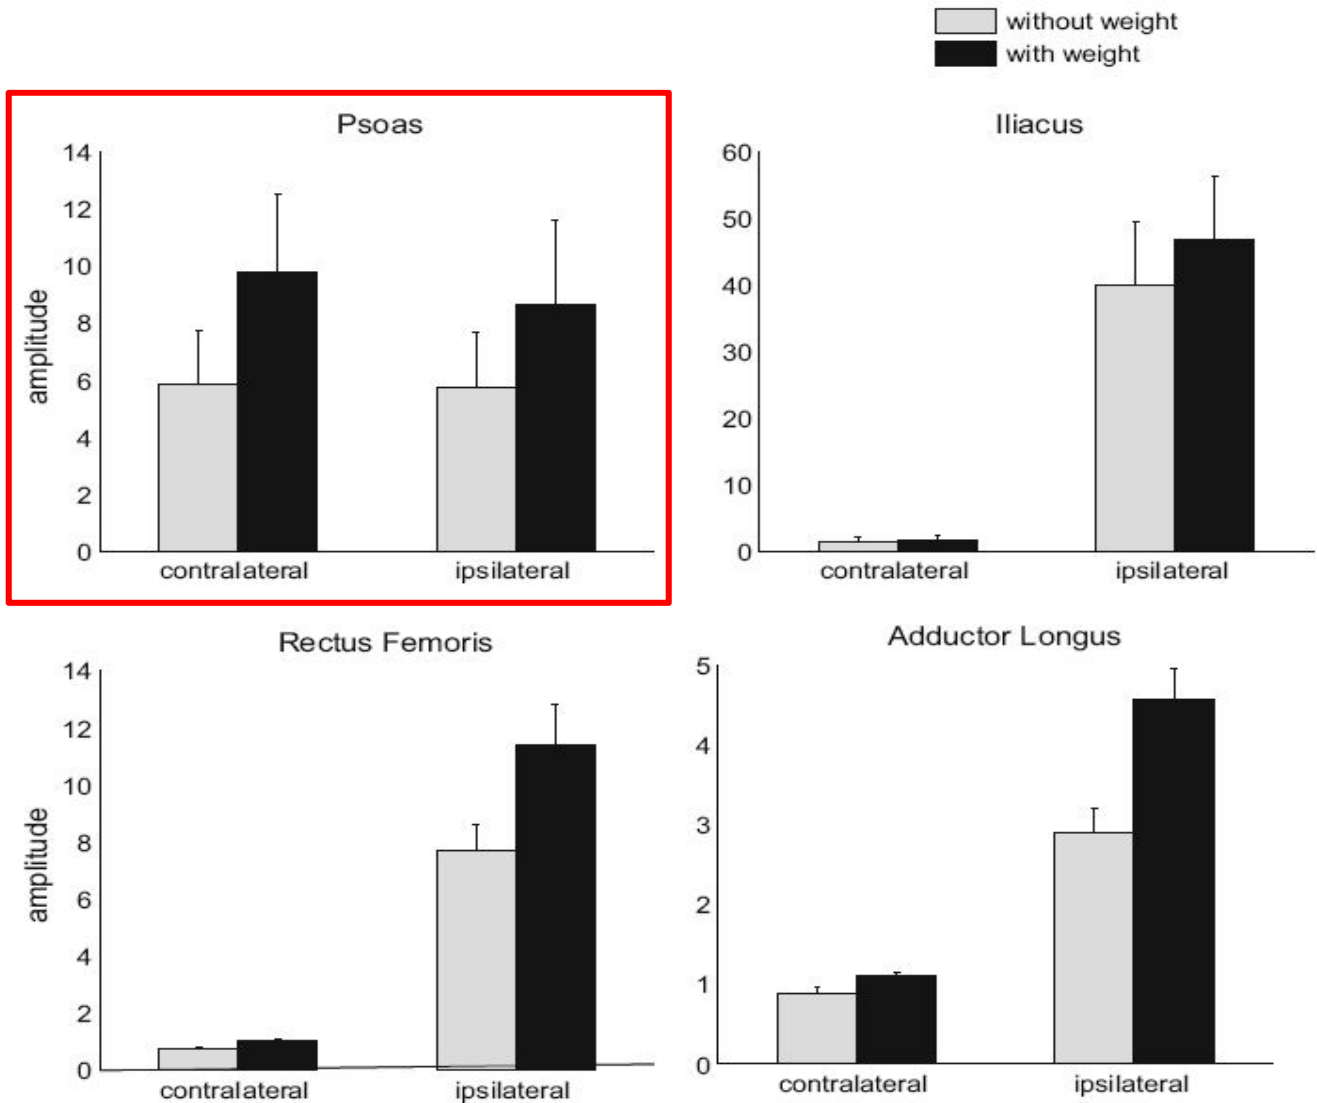 without weight
with weight
Psoas
14
12
10
8
6
4
2
0
amplitude
contralateral ipsilateral
Iliacus
60
50
40
30
20
10
0
contralateral ipsilateral
Rectus Femoris
14
12
10
8
6
4
2
0
amplitude
contralateral ipsilateral
Adductor Longus
5
4
3
2
1
0
contralateral ipsilateral